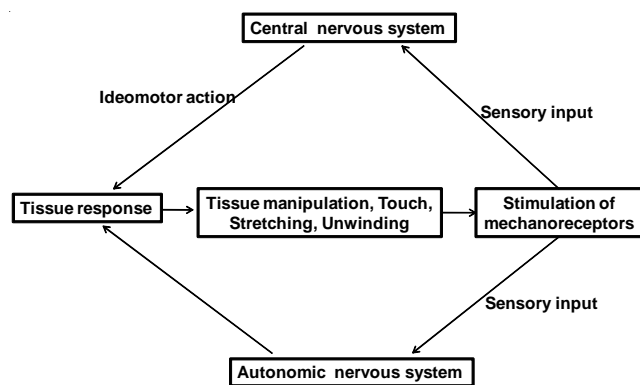 Central nervous system
Ideomotor action
Sensory input
Tissue response
Tissue manipulation, Touch,
Stretching, Unwinding
Stimulation of
mechanoreceptors
Sensory input
Autonomic nervous system